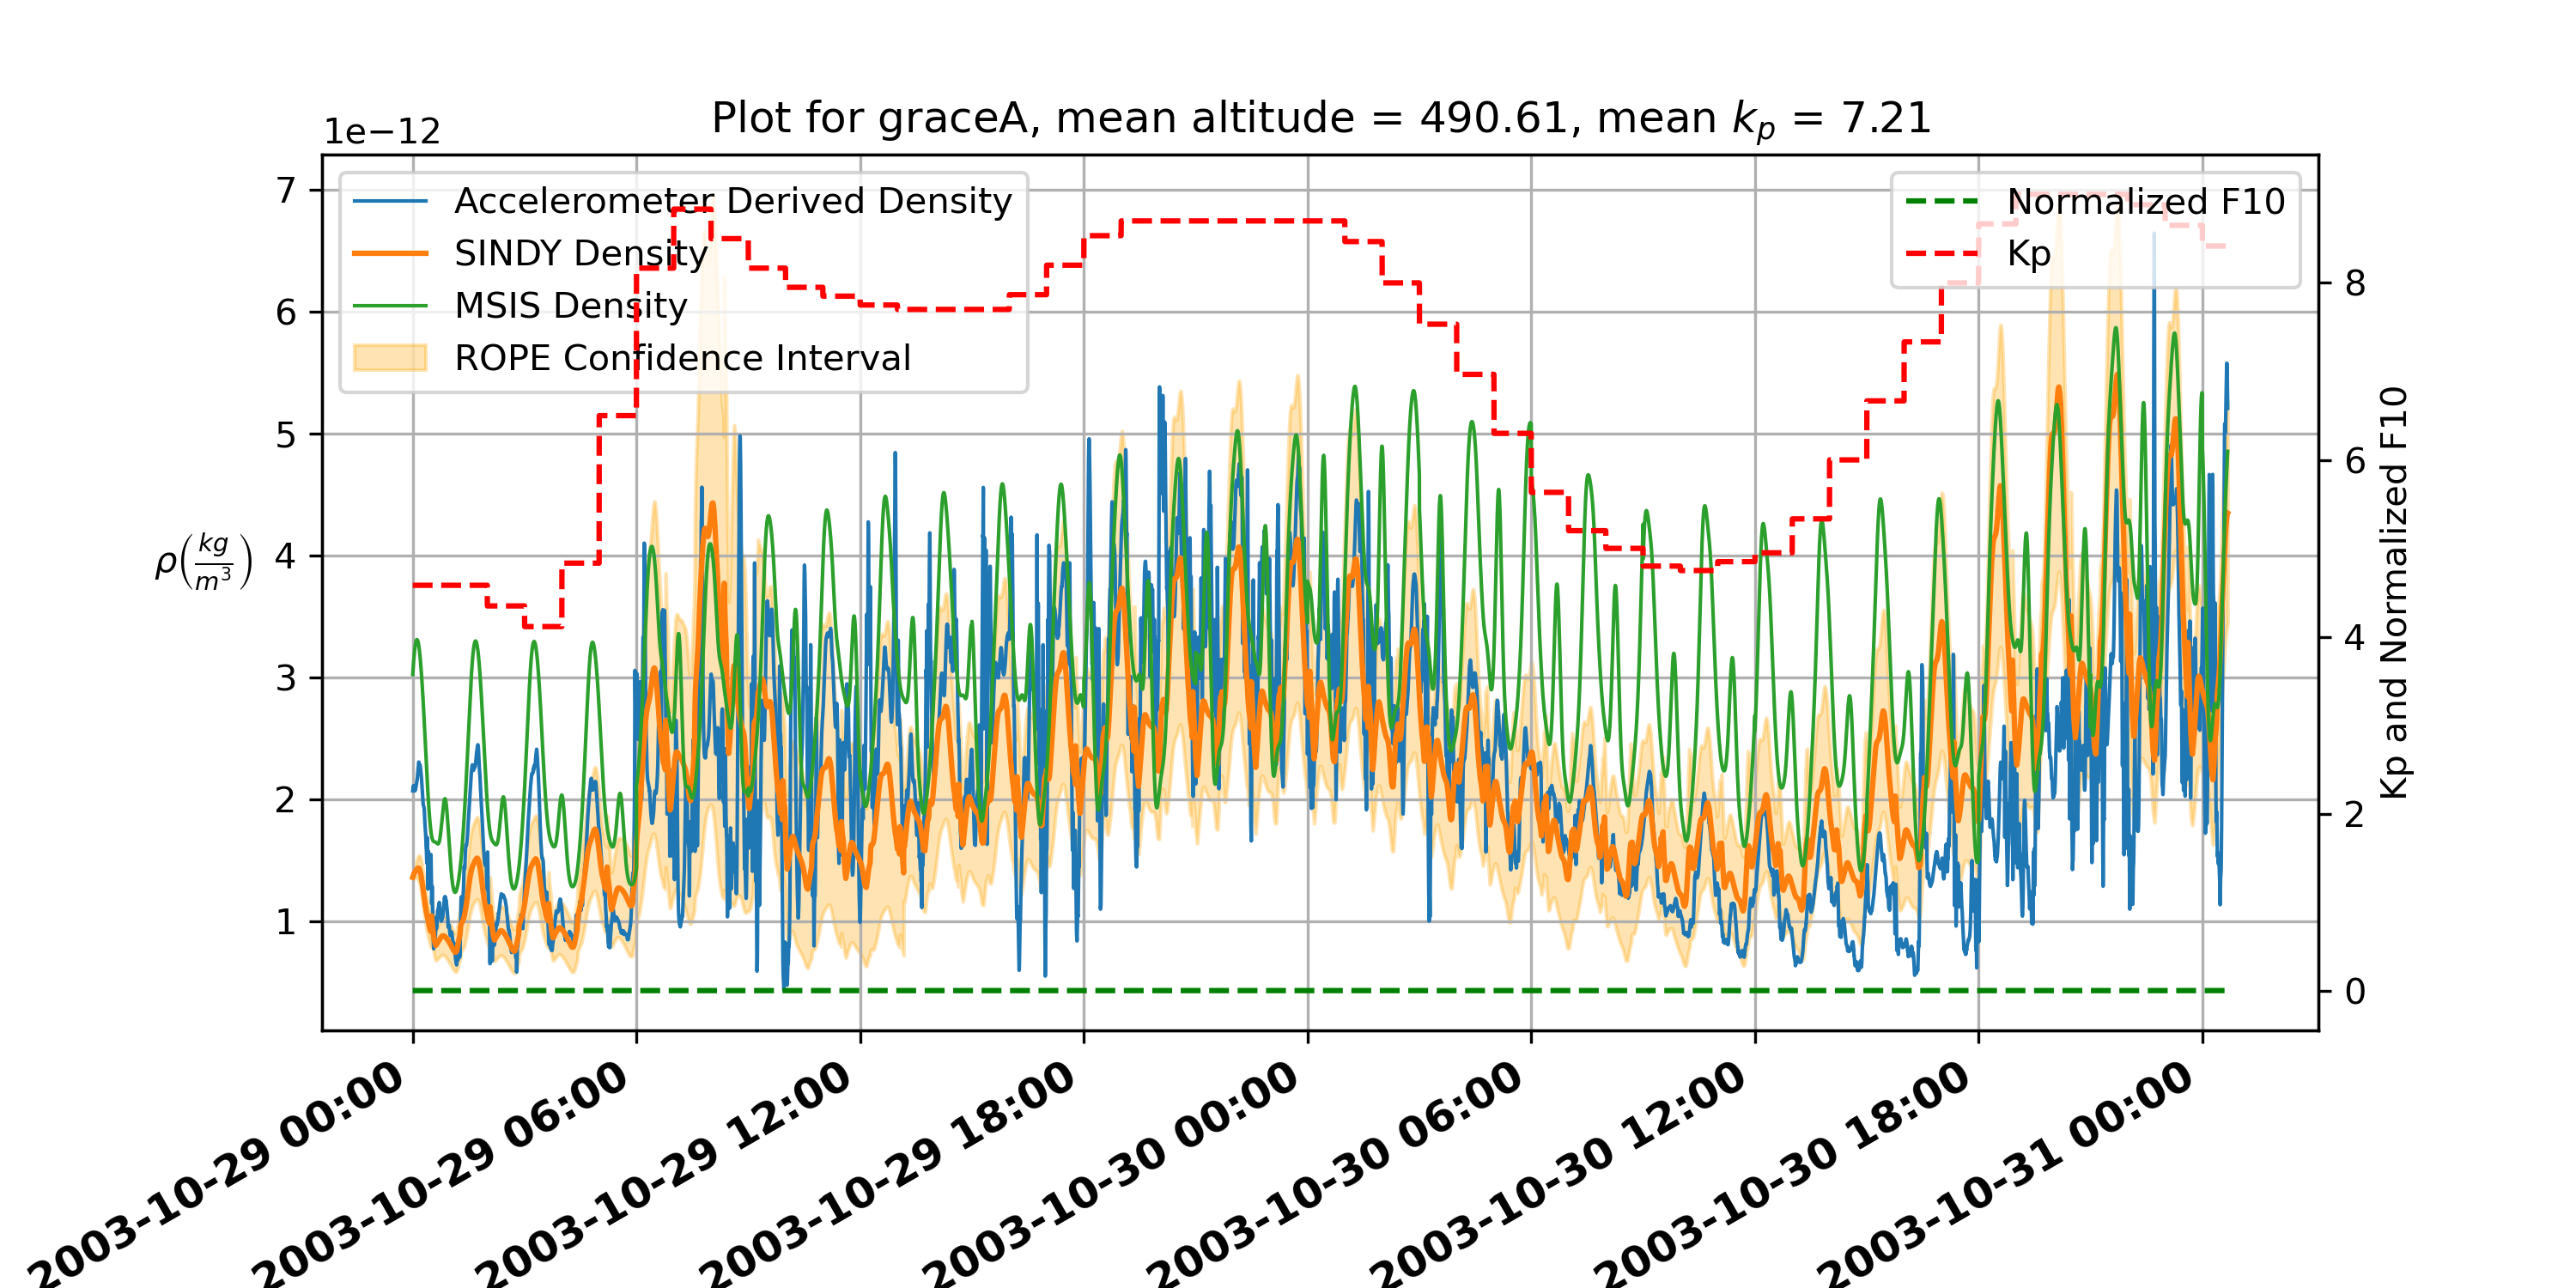 Plot for graceA, mean altitude = 490.61, mean kₚ = 7.21
1e−12
7
6
5
4
3
2
1
ρ(kg/m³)
Accelerometer Derived Density
SINDY Density
MSIS Density
ROPE Confidence Interval
Normalized F10
Kp
8
6
4
2
0
Kp and Normalized F10
2003-10-29 00:00
2003-10-29 06:00
2003-10-29 12:00
2003-10-29 18:00
2003-10-30 00:00
2003-10-30 06:00
2003-10-30 12:00
2003-10-30 18:00
2003-10-31 00:00